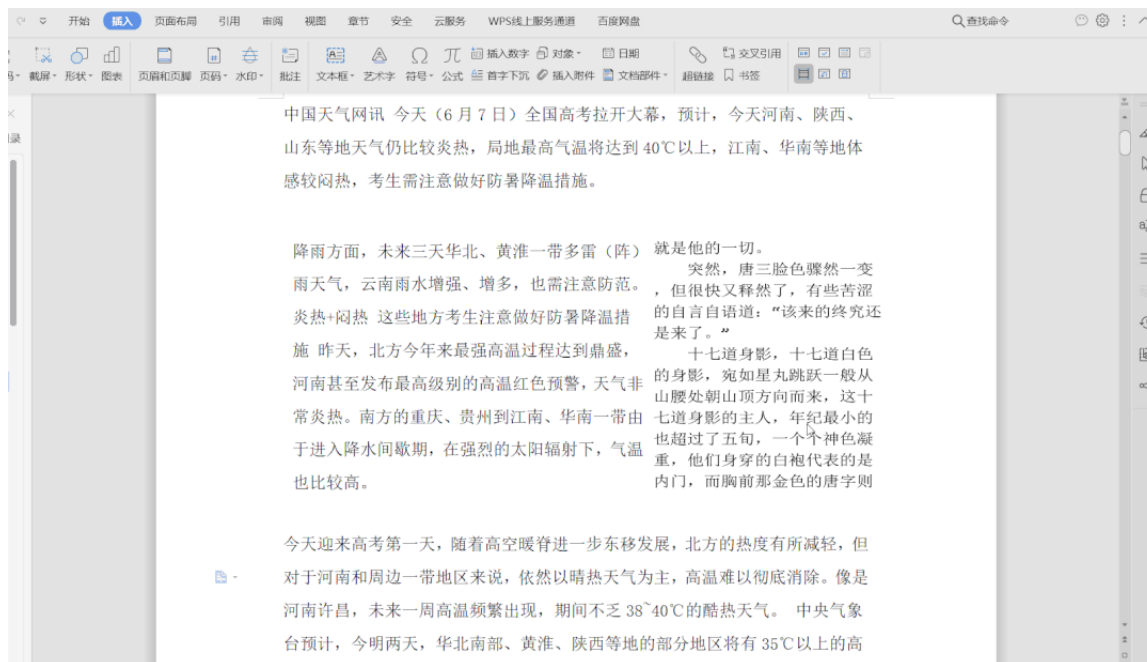 开始 插入 页面布局 引用 审阅 视图 章节 安全 云服务 WPS线上服务通道 百度网盘 查找命令
截屏 形状 图表 页眉和页脚 页码 水印 批注 文本框 艺术字 符号 公式 插入数字 对象 日期 首字下沉 插入附件 文档部件 超链接 交叉引用 书签
录
中国天气网讯 今天（6月7日）全国高考拉开大幕，预计，今天河南、陕西、
山东等地天气仍比较炎热，局地最高气温将达到 40℃以上，江南、华南等地体
感较闷热，考生需注意做好防暑降温措施。
降雨方面，未来三天华北、黄淮一带多雷（阵）
雨天气，云南雨水增强、增多，也需注意防范。
炎热+闷热 这些地方考生注意做好防暑降温措
施 昨天，北方今年来最强高温过程达到鼎盛，
河南甚至发布最高级别的高温红色预警，天气非
常炎热。南方的重庆、贵州到江南、华南一带由
于进入降水间歇期，在强烈的太阳辐射下，气温
也比较高。
就是他的一切。
突然，唐三脸色骤然一变
，但很快又释然了，有些苦涩
的自言自语道：“该来的终究还
是来了。”
十七道身影，十七道白色
的身影，宛如星丸跳跃一般从
山腰处朝山顶方向而来，这十
七道身影的主人，年纪最小的
也超过了五旬，一个个神色凝
重，他们身穿的白袍代表的是
内门，而胸前那金色的唐字则
今天迎来高考第一天，随着高空暖脊进一步东移发展，北方的热度有所减轻，但
对于河南和周边一带地区来说，依然以晴热天气为主，高温难以彻底消除。像是
河南许昌，未来一周高温频繁出现，期间不乏 38~40℃的酷热天气。 中央气象
台预计，今明两天，华北南部、黄淮、陕西等地的部分地区将有 35℃以上的高